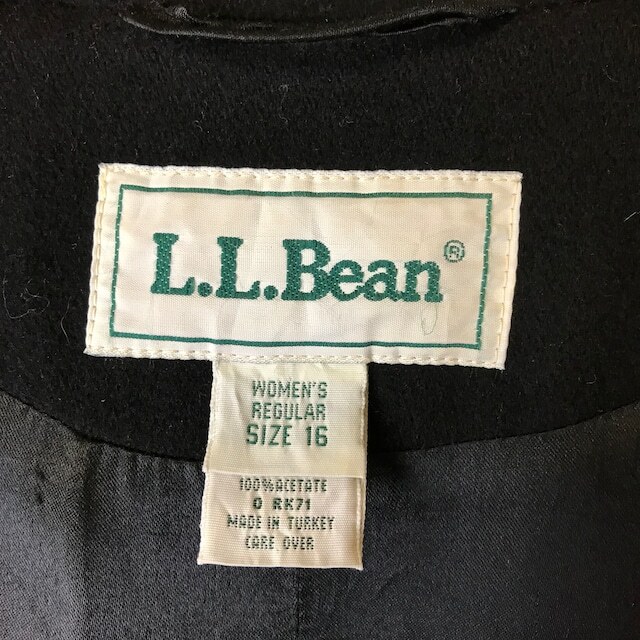 L.L.Bean®
WOMEN'S
REGULAR
SIZE 16
100% ACETATE
0 RK71
MADE IN TURKEY
CARE OVER